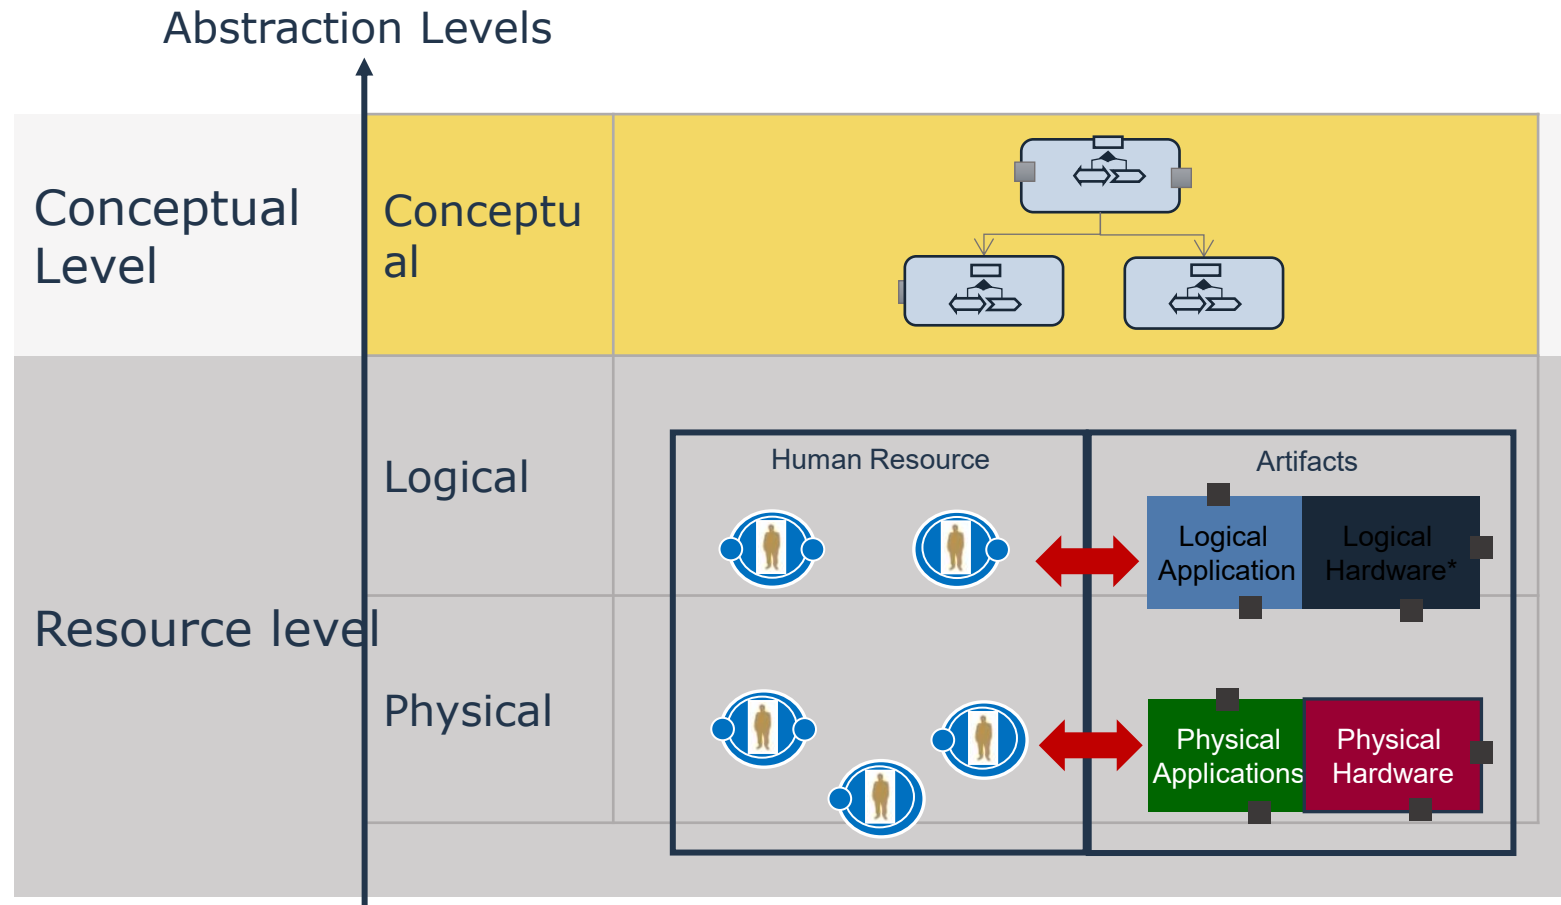 Abstraction Levels
Conceptual
Level
Conceptu
al
Human Resource
Artifacts
Logical
Logical
Application
Logical
Hardware*
Resource level
Physical
Physical
Applications
Physical
Hardware